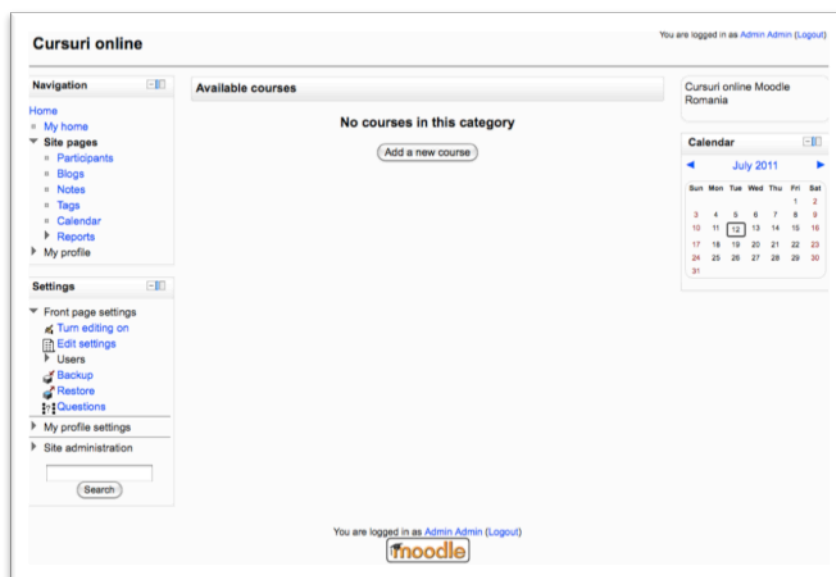 Cursuri online
You are logged in as Admin Admin (Logout)
Navigation
Home
My home
Site pages
Participants
Blogs
Notes
Tags
Calendar
Reports
My profile
Settings
Front page settings
Turn editing on
Edit settings
Users
Backup
Restore
Questions
My profile settings
Site administration
Search
Available courses
No courses in this category
Add a new course
Cursuri online Moodle
Romania
Calendar
July 2011
Sun Mon Tue Wed Thu Fri Sat
1 2
3 4 5 6 7 8 9
10 11 12 13 14 15 16
17 18 19 20 21 22 23
24 25 26 27 28 29 30
31
You are logged in as Admin Admin (Logout)
moodle